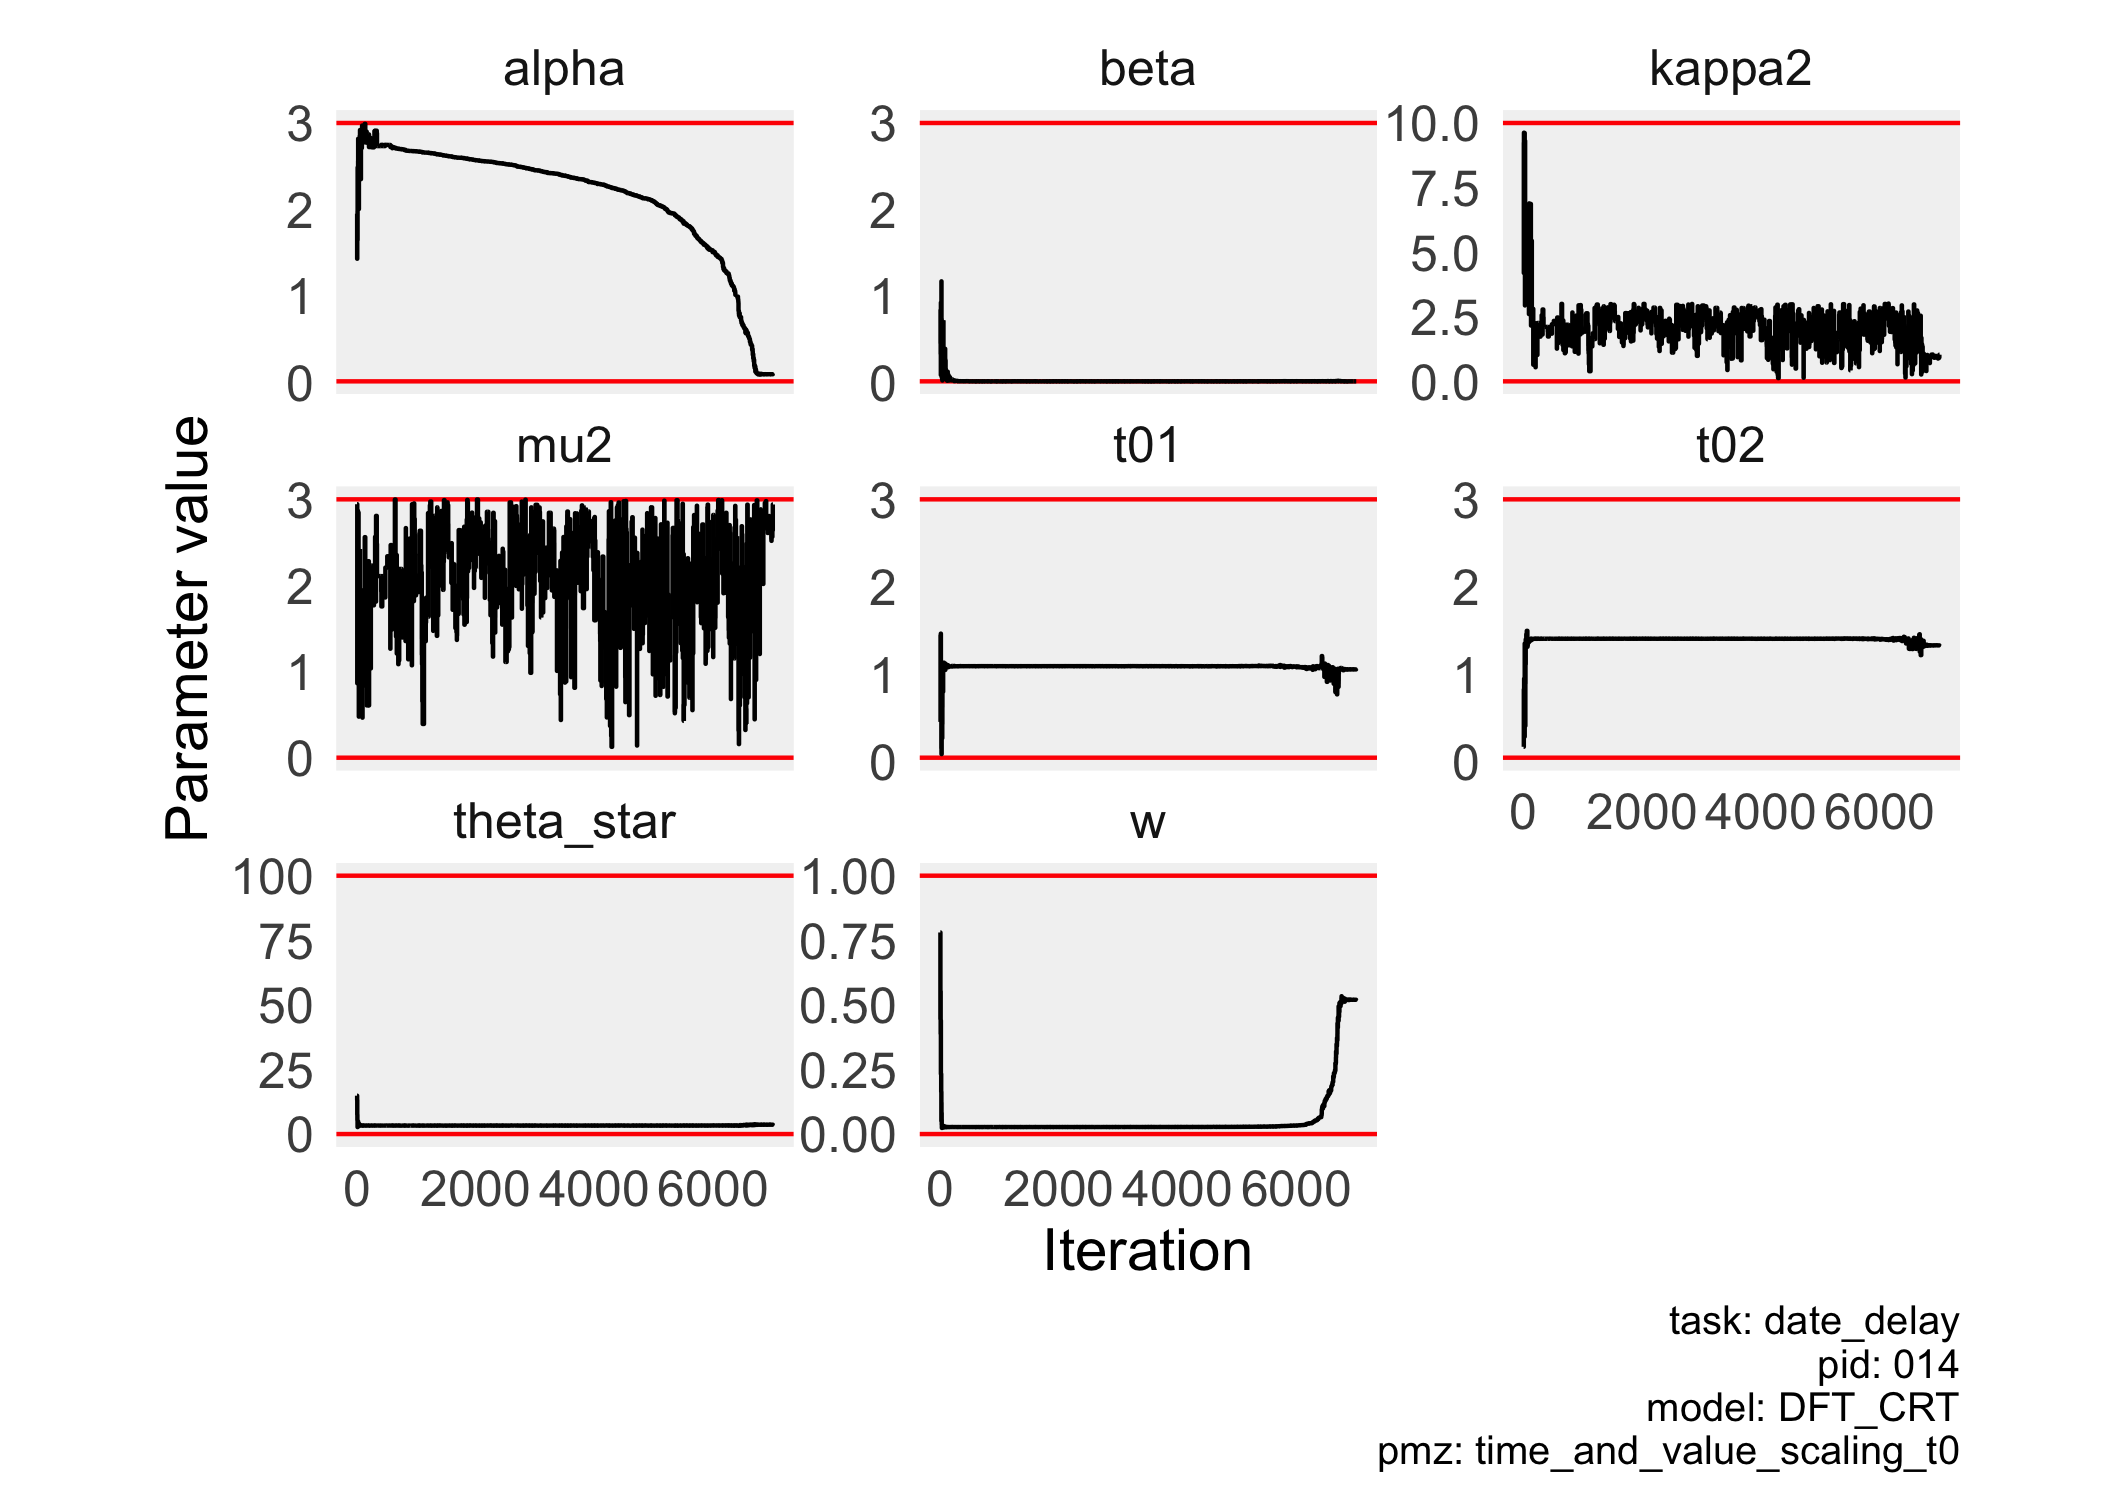 alpha
beta
kappa2
3
2
1
0
3
2
1
0
10.0
7.5
5.0
2.5
0.0
mu2
t01
t02
3
2
1
0
3
2
1
0
3
2
1
0
0 2000 4000 6000
theta_star
w
100
75
50
25
0
1.00
0.75
0.50
0.25
0.00
0 2000 4000 6000
0 2000 4000 6000
Parameter value
Iteration
task: date_delay
pid: 014
model: DFT_CRT
pmz: time_and_value_scaling_t0